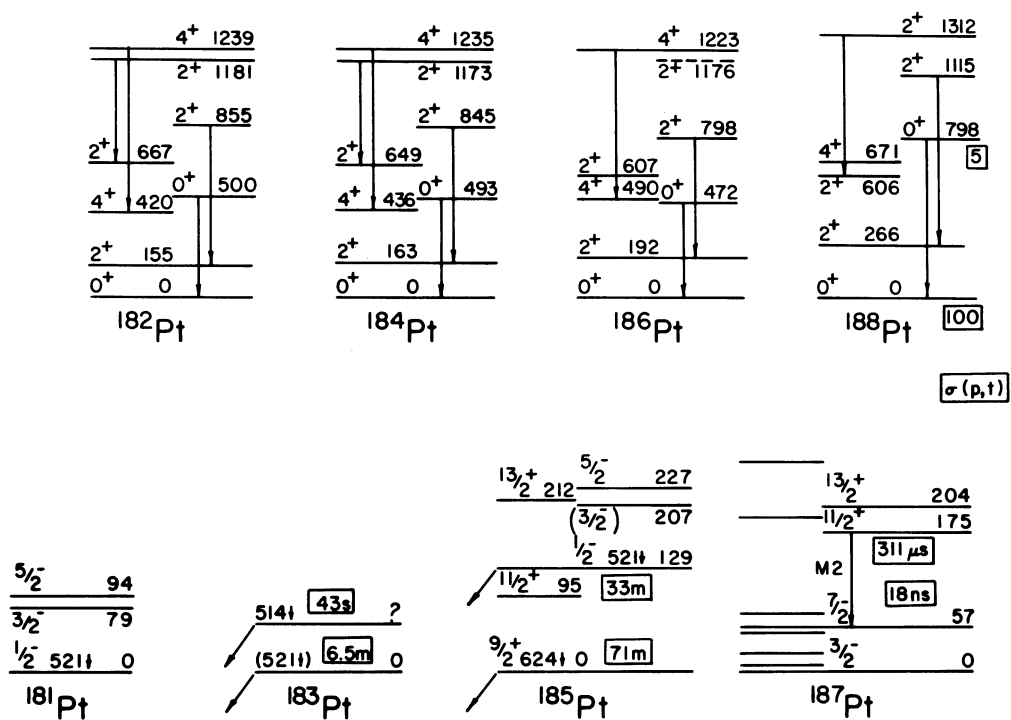 4+ 1239
2+ 1181
2+ 855
2+ 667
0+ 500
4+ 420
2+ 155
0+ 0
182Pt
4+ 1235
2+ 1173
2+ 845
2+ 649
0+ 493
4+ 436
2+ 163
0+ 0
184Pt
4+ 1223
2+ 1176
2+ 798
2+ 607
4+ 490
0+ 472
2+ 192
0+ 0
186Pt
2+ 1312
2+ 1115
0+ 798
5
4+ 671
2+ 606
2+ 266
0+ 0
100
188Pt
σ(p,t)
5/2- 94
3/2- 79
1/2- 521↓ 0
181Pt
514↓ 43s ?
(521↓) 6.5m 0
183Pt
5/2- 227
13/2+ 212
(3/2-) 207
1/2- 521↓ 129
11/2+ 95 33m
9/2+ 624↓ 0 71m
185Pt
13/2+ 204
11/2+ 175
311 μs
M2
18ns
7/2- 57
3/2- 0
187Pt